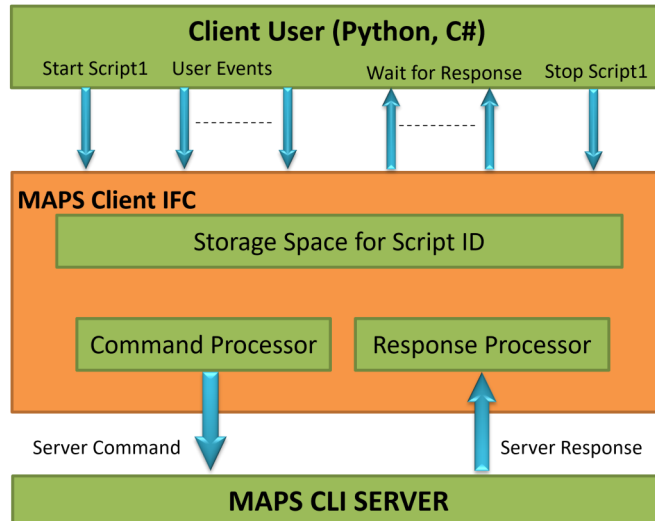 Client User (Python, C#)
Start Script1 User Events Wait for Response Stop Script1
MAPS Client IFC
Storage Space for Script ID
Command Processor Response Processor
Server Command Server Response
MAPS CLI SERVER